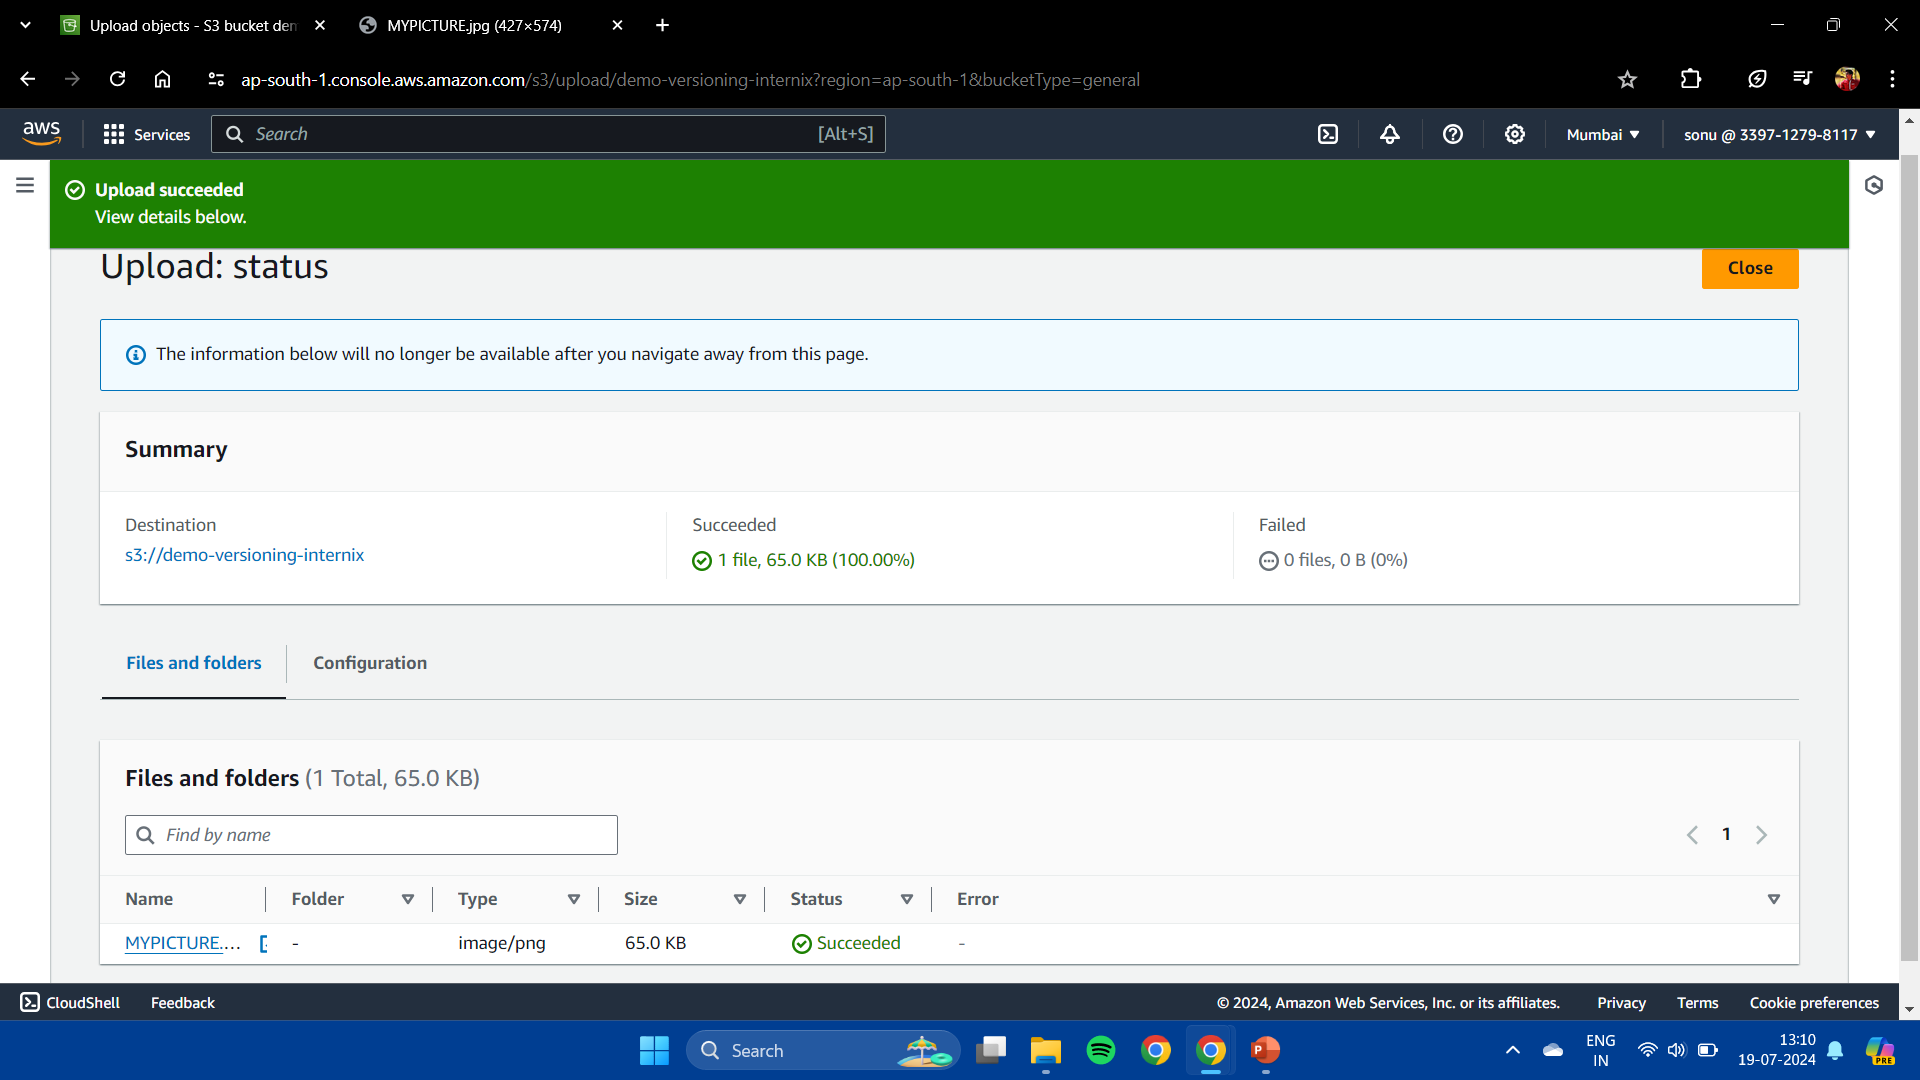 Upload objects - S3 bucket dem
MYPICTURE.jpg (427×574)
ap-south-1.console.aws.amazon.com/s3/upload/demo-versioning-internix?region=ap-south-1&bucketType=general
aws
Services
Search
[Alt+S]
Mumbai
sonu @ 3397-1279-8117
Upload succeeded
View details below.
Upload: status
Close
The information below will no longer be available after you navigate away from this page.
Summary
Destination
s3://demo-versioning-internix
Succeeded
1 file, 65.0 KB (100.00%)
Failed
0 files, 0 B (0%)
Files and folders
Configuration
Files and folders (1 Total, 65.0 KB)
Find by name
1
Name Folder Type Size Status Error
MYPICTURE.... - image/png 65.0 KB Succeeded -
CloudShell
Feedback
© 2024, Amazon Web Services, Inc. or its affiliates.
Privacy
Terms
Cookie preferences
Search
ENG
IN
13:10
19-07-2024
PRE